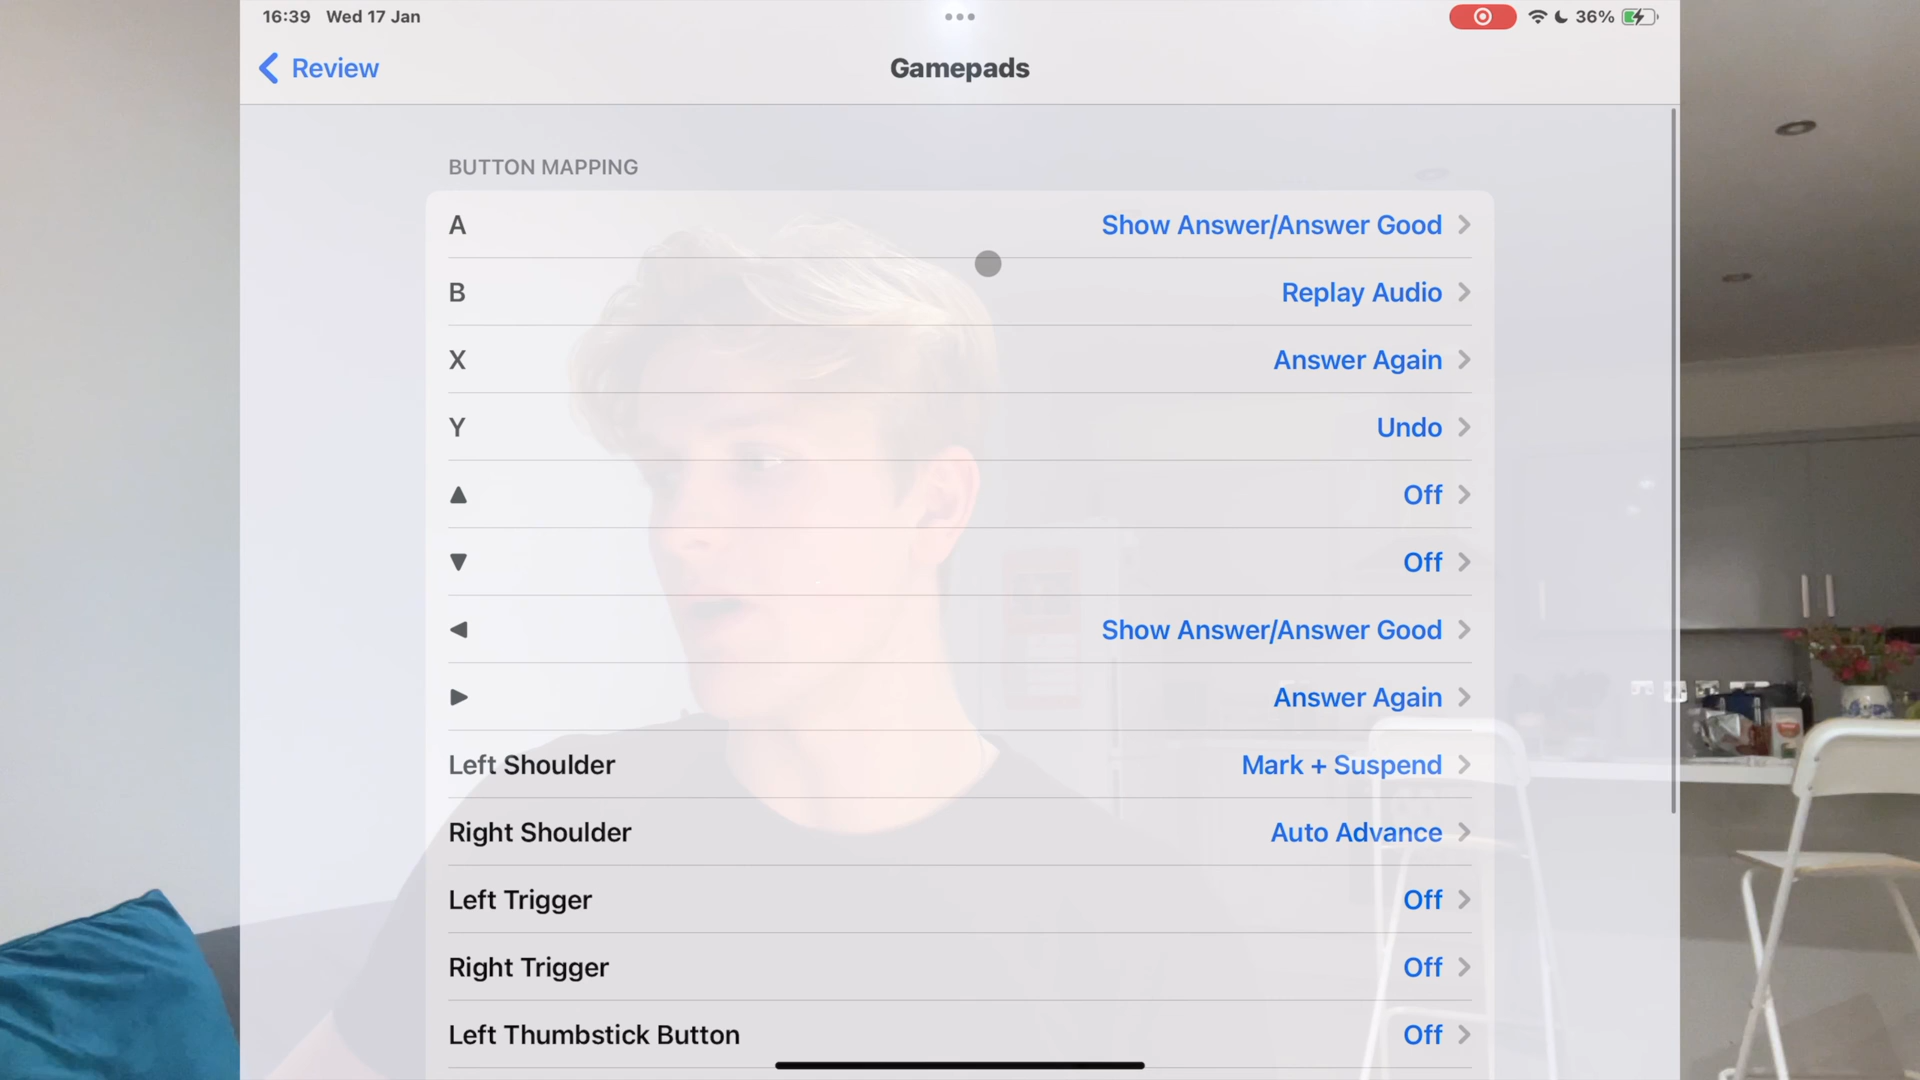 16:39 Wed 17 Jan
36%
Review
Gamepads
BUTTON MAPPING
A Show Answer/Answer Good
B Replay Audio
X Answer Again
Y Undo
Off
Off
Show Answer/Answer Good
Answer Again
Left Shoulder Mark + Suspend
Right Shoulder Auto Advance
Left Trigger Off
Right Trigger Off
Left Thumbstick Button Off